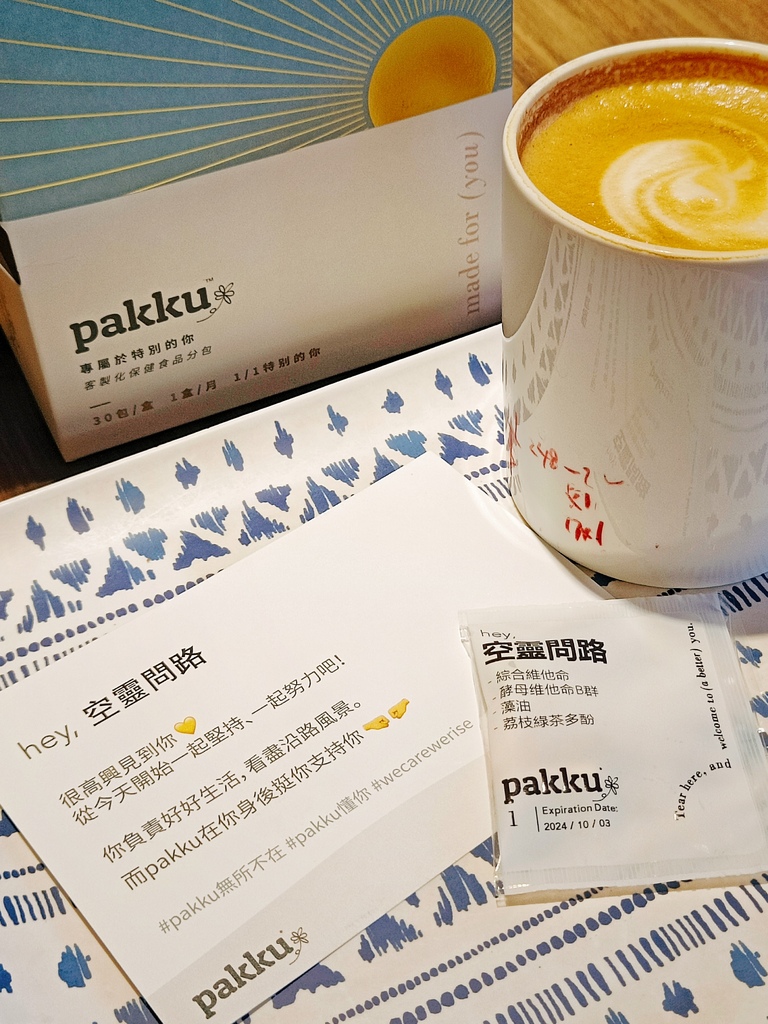 made for (you)
pakku™
專屬於特別的你
客製化保健食品分包
30包/盒 1盒/月 1/1特別的你
hey, 空靈問路
很高興見到你💛
從今天開始一起堅持、一起努力吧!
你負責好好生活,看盡沿路風景。
而pakku在你身後挺你支持你🤜🤛
#pakku無所不在 #pakku懂你 #wecarewerise
pakku
hey,
空靈問路
- 綜合維他命
- 酵母維他命B群
- 藻油
- 荔枝綠茶多酚
pakku
1
Expiration Date:
2024 / 10 / 03
Tear here, and welcome to (a better) you.